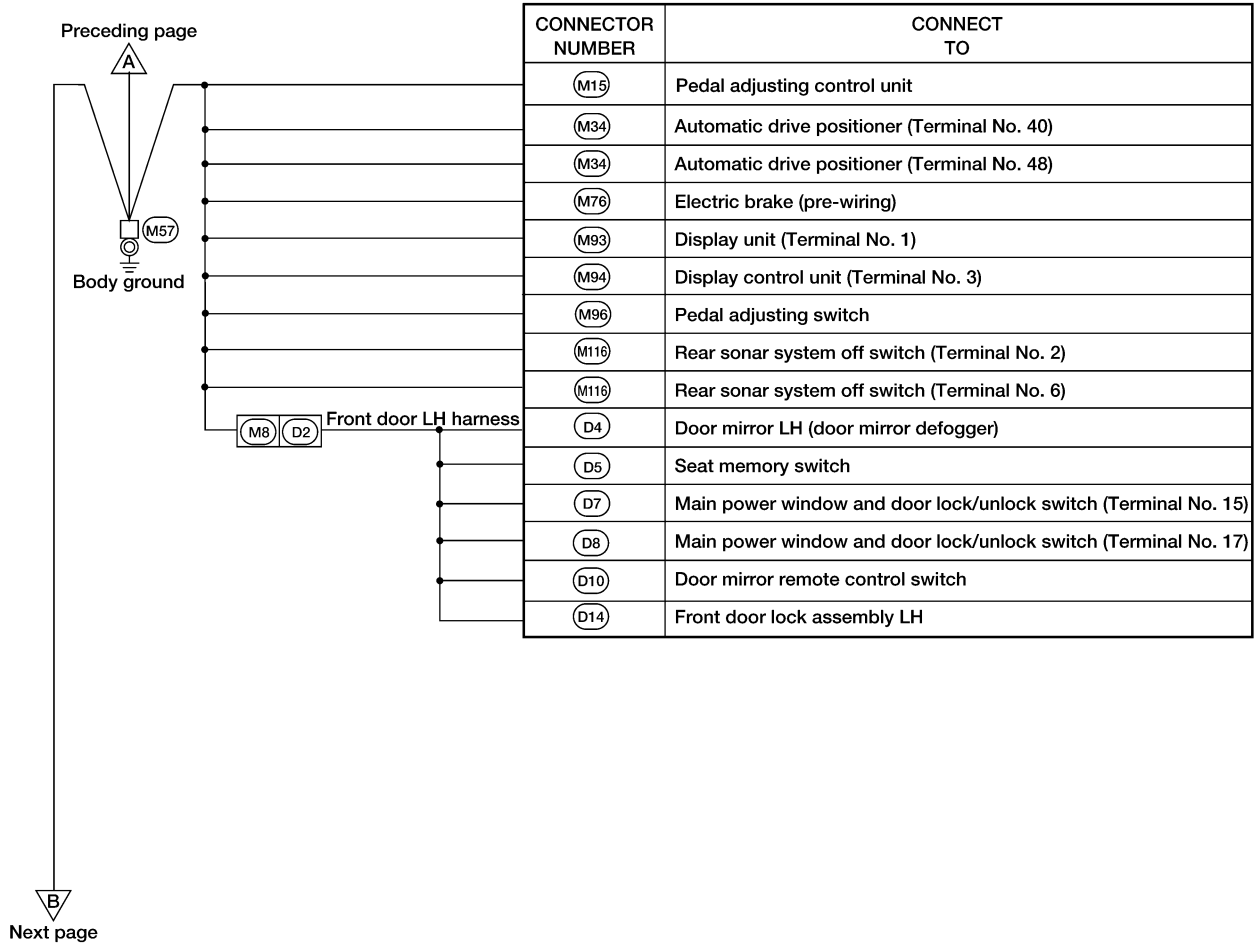 Preceding page
A
M57
Body ground
CONNECTOR NUMBER CONNECT TO
M15 Pedal adjusting control unit
M34 Automatic drive positioner (Terminal No. 40)
M34 Automatic drive positioner (Terminal No. 48)
M76 Electric brake (pre-wiring)
M93 Display unit (Terminal No. 1)
M94 Display control unit (Terminal No. 3)
M96 Pedal adjusting switch
M116 Rear sonar system off switch (Terminal No. 2)
M116 Rear sonar system off switch (Terminal No. 6)
M8 D2 Front door LH harness
D4 Door mirror LH (door mirror defogger)
D5 Seat memory switch
D7 Main power window and door lock/unlock switch (Terminal No. 15)
D8 Main power window and door lock/unlock switch (Terminal No. 17)
D10 Door mirror remote control switch
D14 Front door lock assembly LH
B
Next page